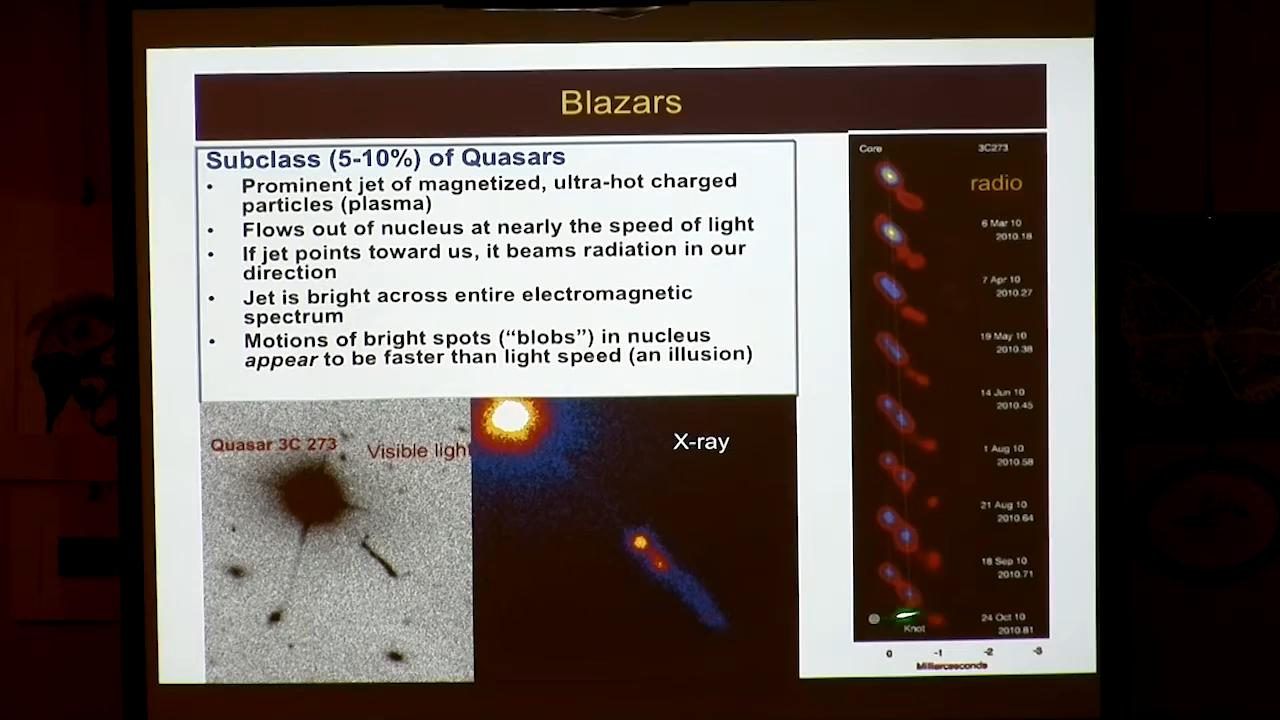 Blazars
Subclass (5-10%) of Quasars
• Prominent jet of magnetized, ultra-hot charged
particles (plasma)
• Flows out of nucleus at nearly the speed of light
• If jet points toward us, it beams radiation in our
direction
• Jet is bright across entire electromagnetic
spectrum
• Motions of bright spots (“blobs”) in nucleus
appear to be faster than light speed (an illusion)
Quasar 3C 273
Visible light
X-ray
Core
3C273
radio
6 Mar 10
2010.18
7 Apr 10
2010.27
19 May 10
2010.38
14 Jun 10
2010.45
1 Aug 10
2010.58
21 Aug 10
2010.64
18 Sep 10
2010.71
24 Oct 10
2010.81
Knot
0 -1 -2 -3
Milliarcseconds